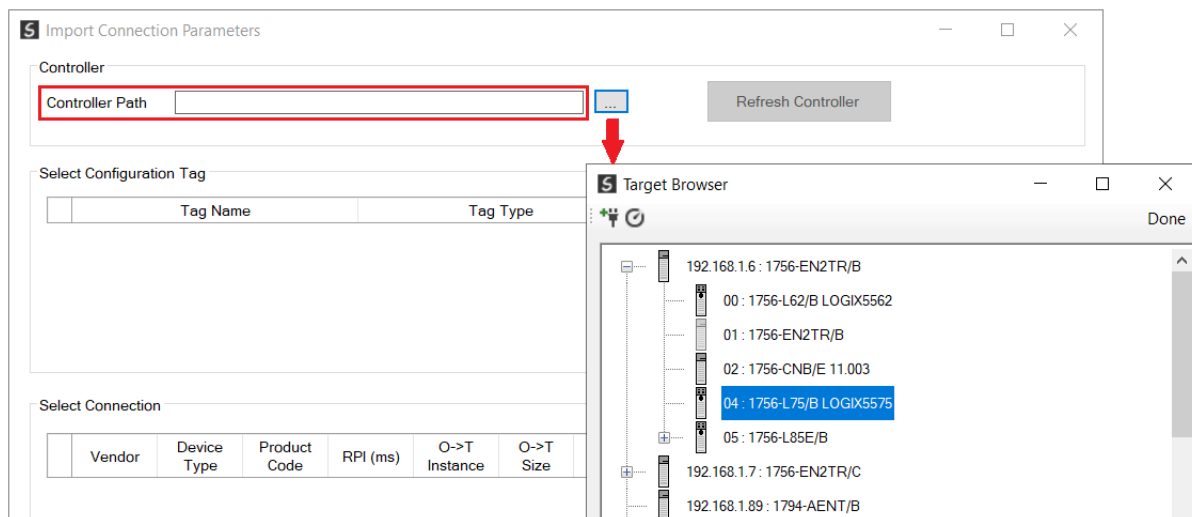 Import Connection Parameters
Controller
Controller Path
...
Refresh Controller
Select Configuration Tag
Tag Name Tag Type
Target Browser
Done
192.168.1.6 : 1756-EN2TR/B
00 : 1756-L62/B LOGIX5562
01 : 1756-EN2TR/B
02 : 1756-CNB/E 11.003
04 : 1756-L75/B LOGIX5575
05 : 1756-L85E/B
192.168.1.7 : 1756-EN2TR/C
192.168.1.89 : 1794-AENT/B
Select Connection
Vendor Device Type Product Code RPI (ms) O->T Instance O->T Size